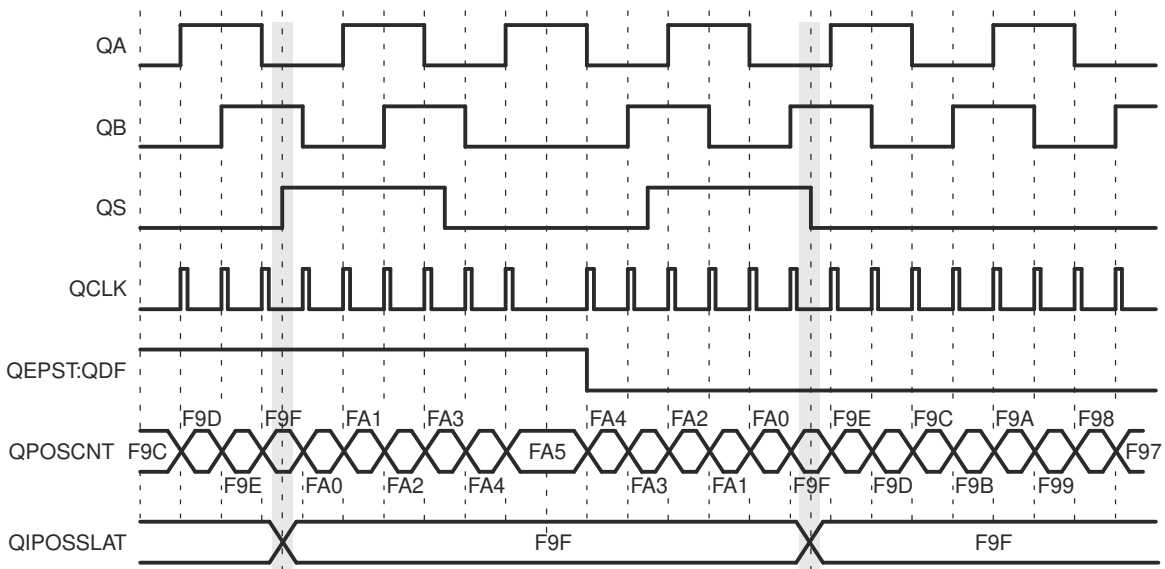 QA
QB
QS
QCLK
QEPST:QDF
F9D F9F FA1 FA3 FA4 FA2 FA0 F9E F9C F9A F98
QPOSCNT F9C FA5 F97
F9E FA0 FA2 FA4 FA3 FA1 F9F F9D F9B F99
QIPOSSLAT F9F F9F